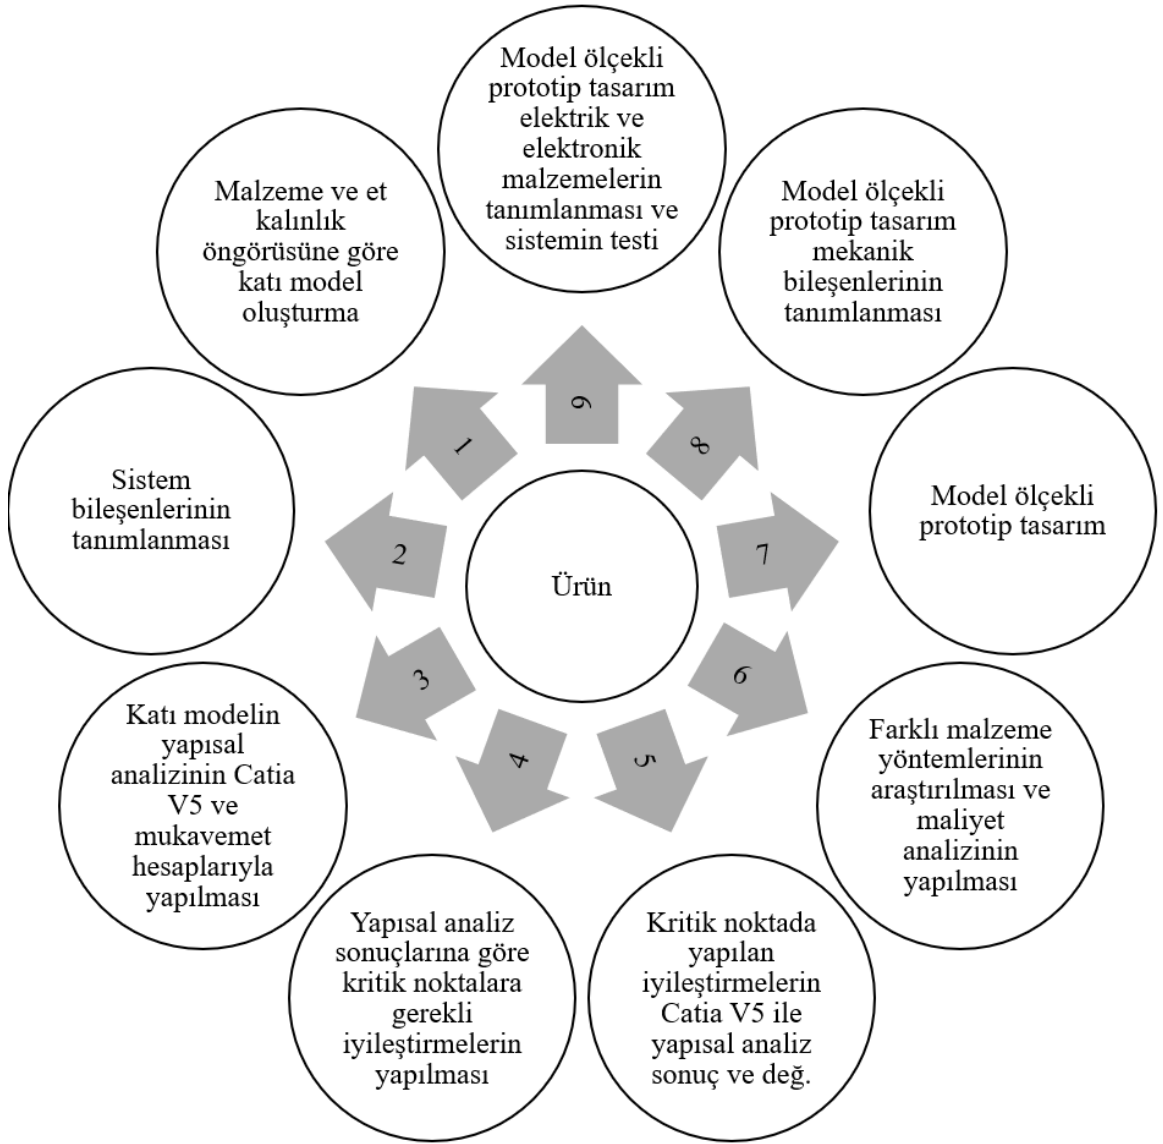 Model ölçekli
prototip tasarım
elektrik ve
elektronik
malzemelerin
tanımlanması ve
sistemin testi
Malzeme ve et
kalınlık
öngörüsüne göre
katı model
oluşturma
Model ölçekli
prototip tasarım
mekanik
bileşenlerinin
tanımlanması
Sistem
bileşenlerinin
tanımlanması
Model ölçekli
prototip tasarım
9
1
8
2
7
Ürün
3
6
4
5
Katı modelin
yapısal
analizinin Catia
V5 ve
mukavemet
hesaplarıyla
yapılması
Farklı malzeme
yöntemlerinin
araştırılması ve
maliyet
analizinin
yapılması
Yapısal analiz
sonuçlarına göre
kritik noktalara
gerekli
iyileştirmelerin
yapılması
Kritik noktada
yapılan
iyileştirmelerin
Catia V5 ile
yapısal analiz
sonuç ve değ.